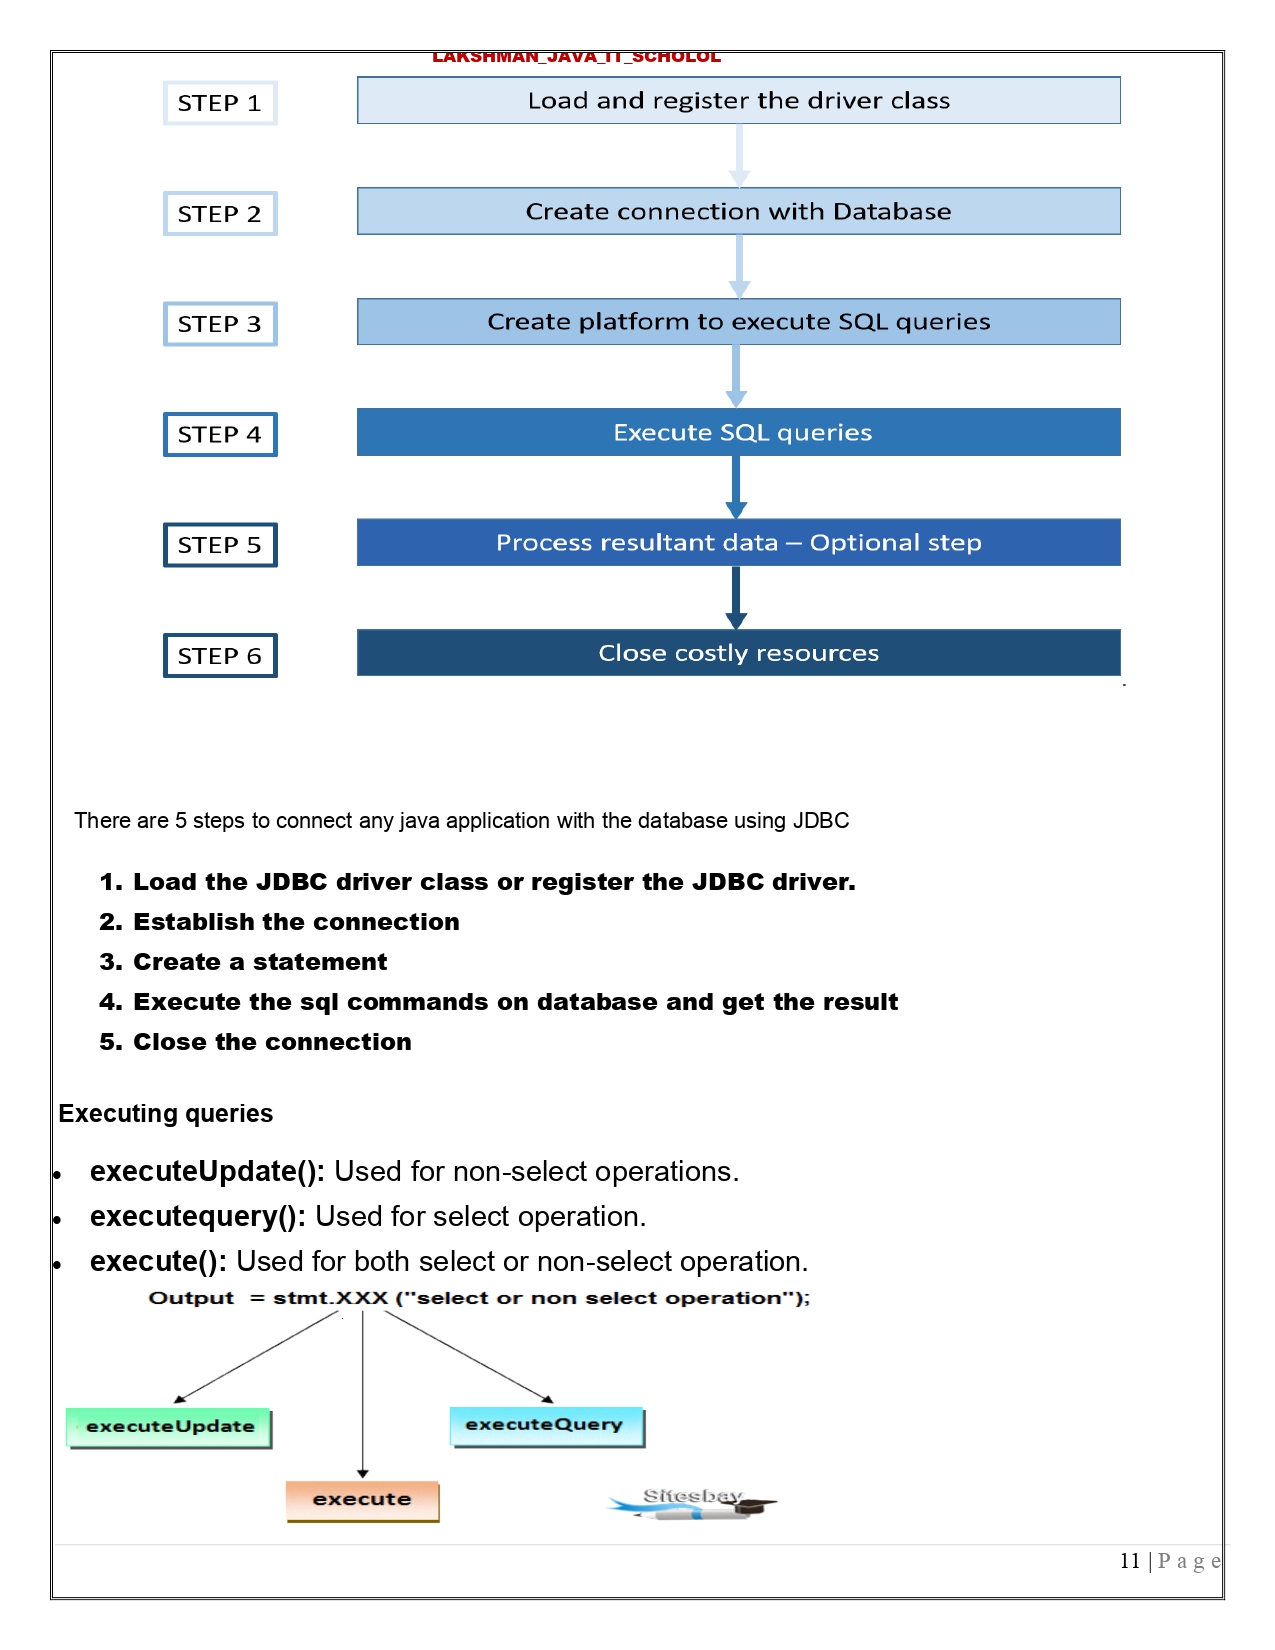 LAKSHMAN_JAVA_IT_SCHOLOL
STEP 1 Load and register the driver class
STEP 2 Create connection with Database
STEP 3 Create platform to execute SQL queries
STEP 4 Execute SQL queries
STEP 5 Process resultant data – Optional step
STEP 6 Close costly resources
There are 5 steps to connect any java application with the database using JDBC
1. Load the JDBC driver class or register the JDBC driver.
2. Establish the connection
3. Create a statement
4. Execute the sql commands on database and get the result
5. Close the connection
Executing queries
• executeUpdate(): Used for non-select operations.
• executequery(): Used for select operation.
• execute(): Used for both select or non-select operation.
Output = stmt.XXX ("select or non select operation");
executeUpdate executeQuery
execute
Sitesbay
11 | P a g e